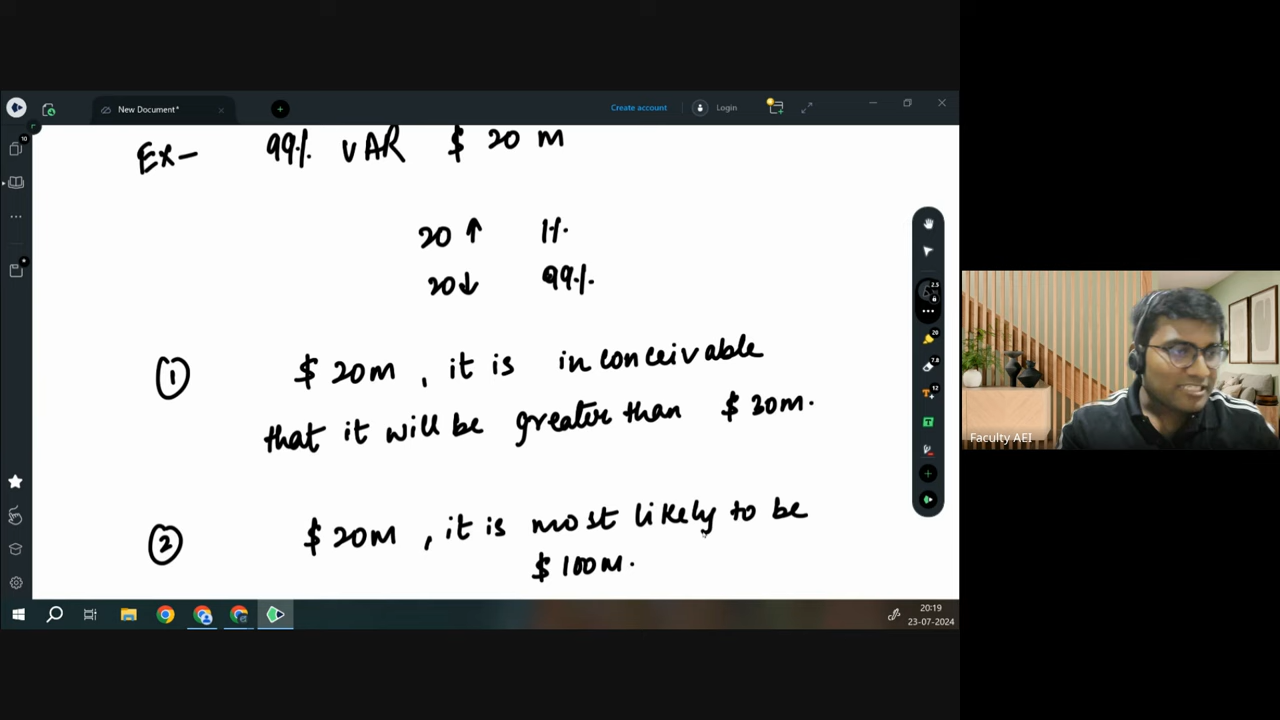 New Document*
Create account
Login
Ex- 99% VAR $ 20 M
20 ↑ 1%
20 ↓ 99%
① $ 20M, it is inconceivable
that it will be greater than $ 30M.
② $ 20M, it is most likely to be
$ 100M.
Faculty AEI
20:19
23-07-2024